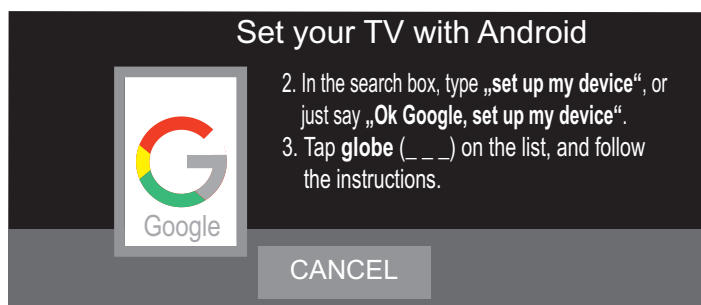 Set your TV with Android
2. In the search box, type „set up my device“, or
just say „Ok Google, set up my device“.
3. Tap globe (_ _ _) on the list, and follow
the instructions.
Google
CANCEL